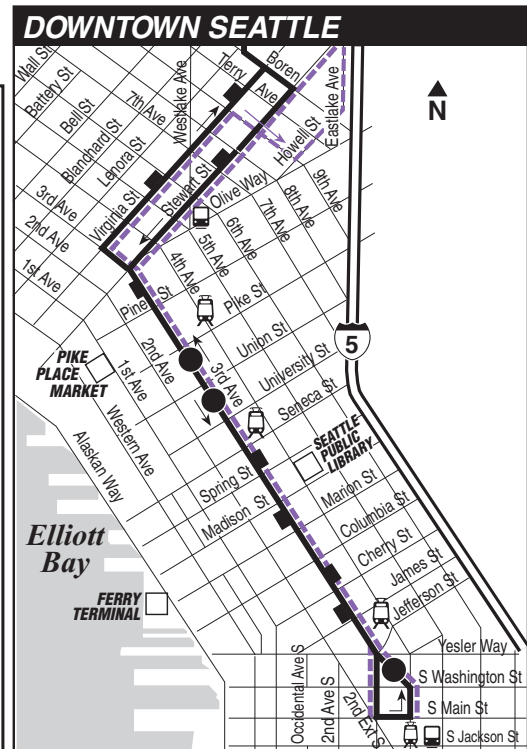 DOWNTOWN SEATTLE
Wall St
Battery St
Bell St
Blanchard St
Lenora St
Virginia St
7th Ave
Westlake Ave
Terry Ave
Boren
Eastlake Ave
N
Howell St
Stewart St
Olive Way
9th Ave
8th Ave
7th Ave
6th Ave
5th Ave
4th Ave
3rd Ave
2nd Ave
1st Ave
Pine St
Pike St
Union St
University St
Seneca St
5
PIKE
PLACE
MARKET
1st Ave
2nd Ave
3rd Ave
Western Ave
Alaskan Way
SEATTLE
PUBLIC
LIBRARY
Spring St
Madison St
Marion St
Columbia St
Cherry St
James St
Jefferson St
Elliott
Bay
FERRY
TERMINAL
Yesler Way
S Washington St
S Main St
S Jackson St
Occidental Ave S
2nd Ave S
2nd Ext S